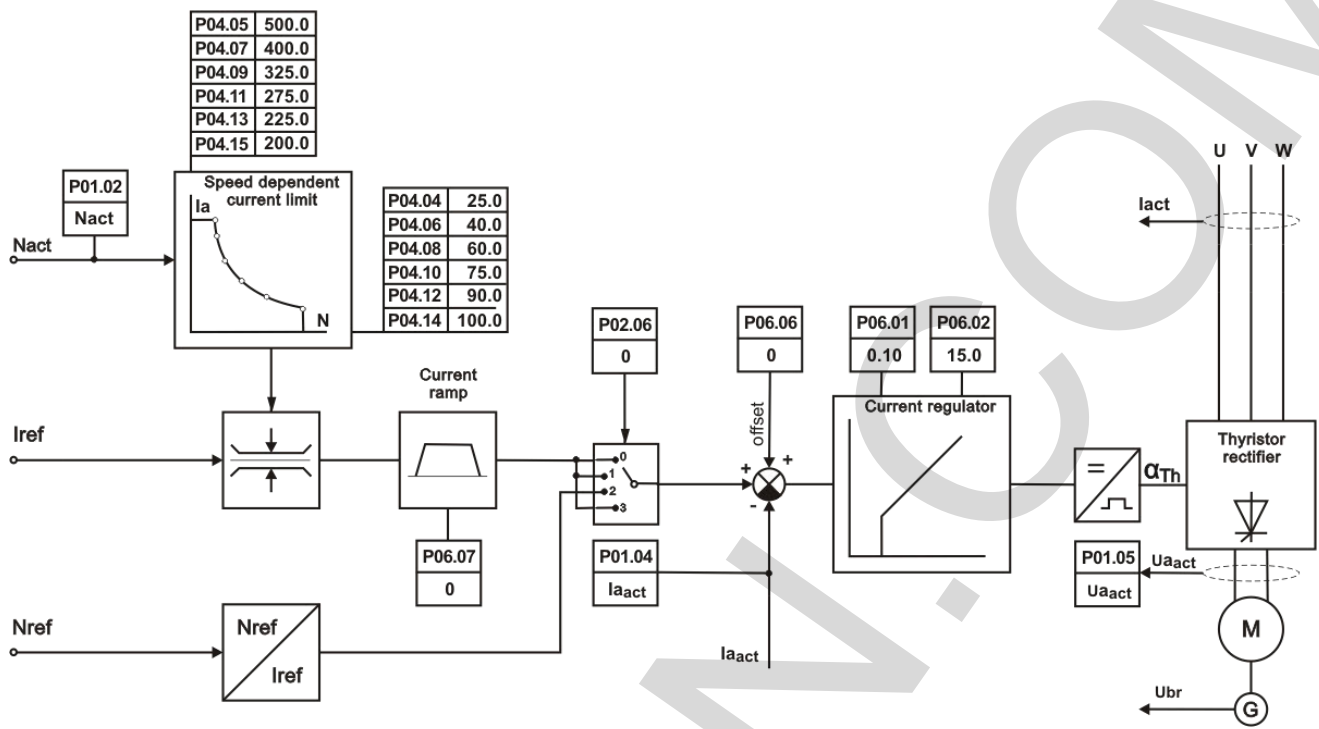 P04.05 500.0
P04.07 400.0
P04.09 325.0
P04.11 275.0
P04.13 225.0
P04.15 200.0
P01.02
Nact
Nact
Speed dependent
current limit
Ia
N
P04.04 25.0
P04.06 40.0
P04.08 60.0
P04.10 75.0
P04.12 90.0
P04.14 100.0
U V W
Iact
P02.06
0
P06.06
0
P06.01
0.10
P06.02
15.0
Current
ramp
Iref
offset
Current regulator
Thyristor
rectifier
0
1
2
3
+
+
-
=
αTh
P06.07
0
P01.04
Iaact
P01.05
Uaact
Uaact
M
Nref
Nref
Iref
Iaact
Ubr
G
N.COM